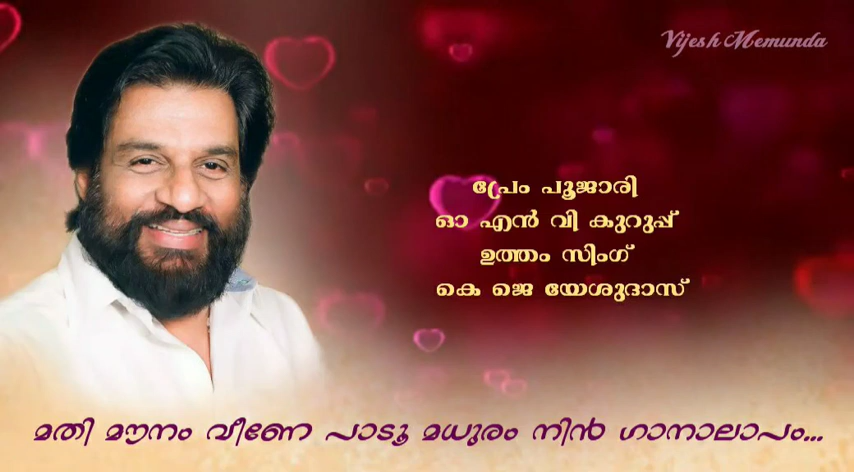 Vijesh Memunda
പ്രേം പൂജാരി
ഓ എൻ വി കുറുപ്പ്
ഉത്തം സിംഗ്
കെ ജെ യേശുദാസ്
മതി മൗനം വീണേ പാടൂ മധുരം നിൻ ഗാനാലാപം...